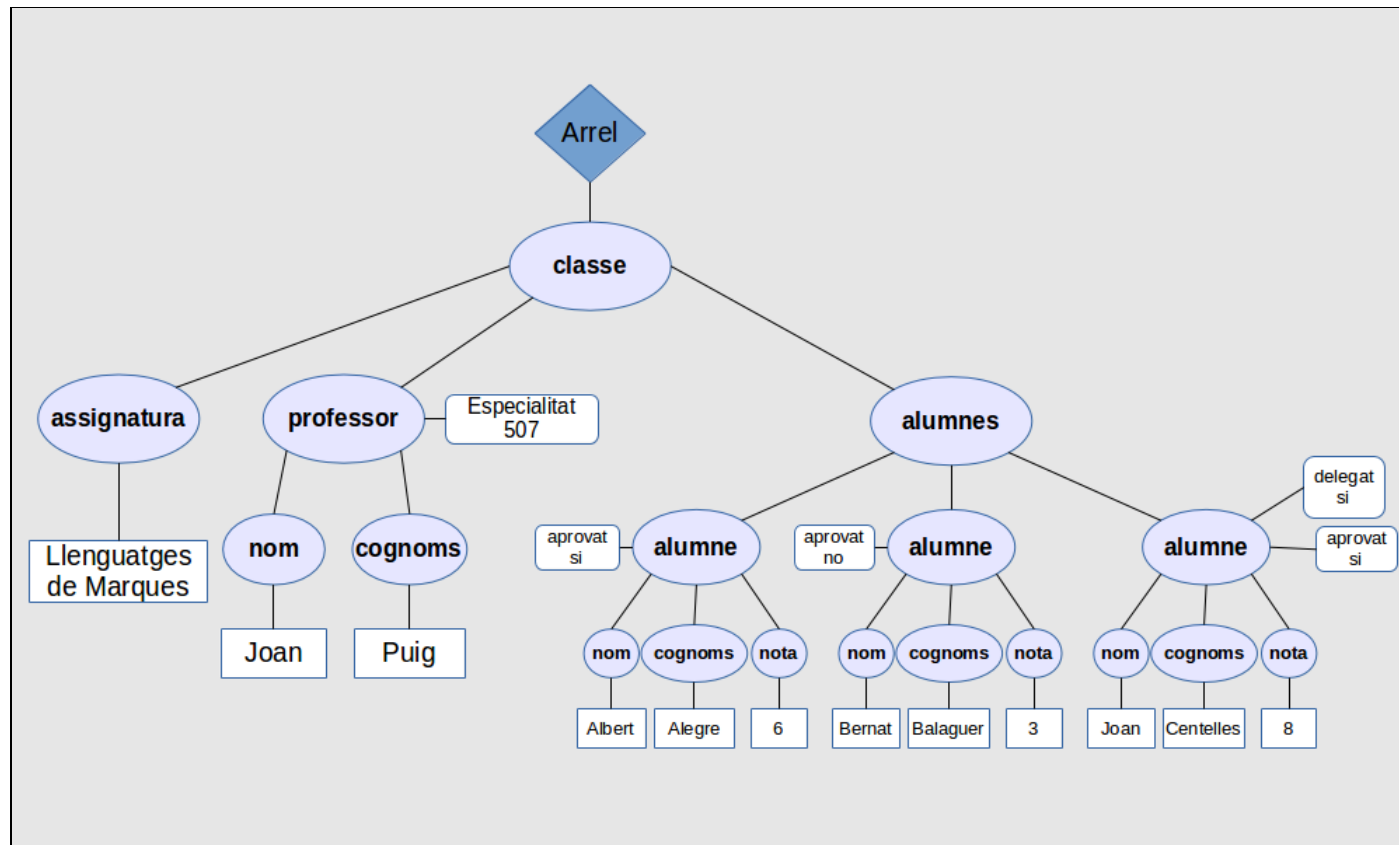 Arrel
classe
assignatura
professor
Especialitat
507
alumnes
Llenguatges
de Marques
nom
cognoms
Joan
Puig
aprovat
si
alumne
aprovat
no
alumne
delegat
si
alumne
aprovat
si
nom
cognoms
nota
nom
cognoms
nota
nom
cognoms
nota
Albert
Alegre
6
Bernat
Balaguer
3
Joan
Centelles
8